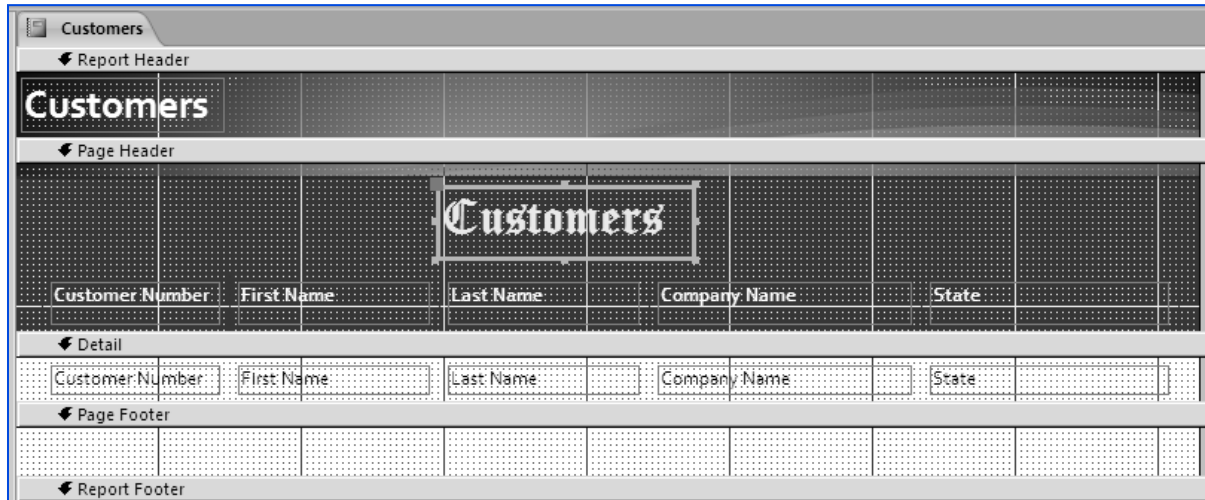 Customers
Report Header
Customers
Page Header
Customers
Customer Number First Name Last Name Company Name State
Detail
Customer Number First Name Last Name Company Name State
Page Footer
Report Footer